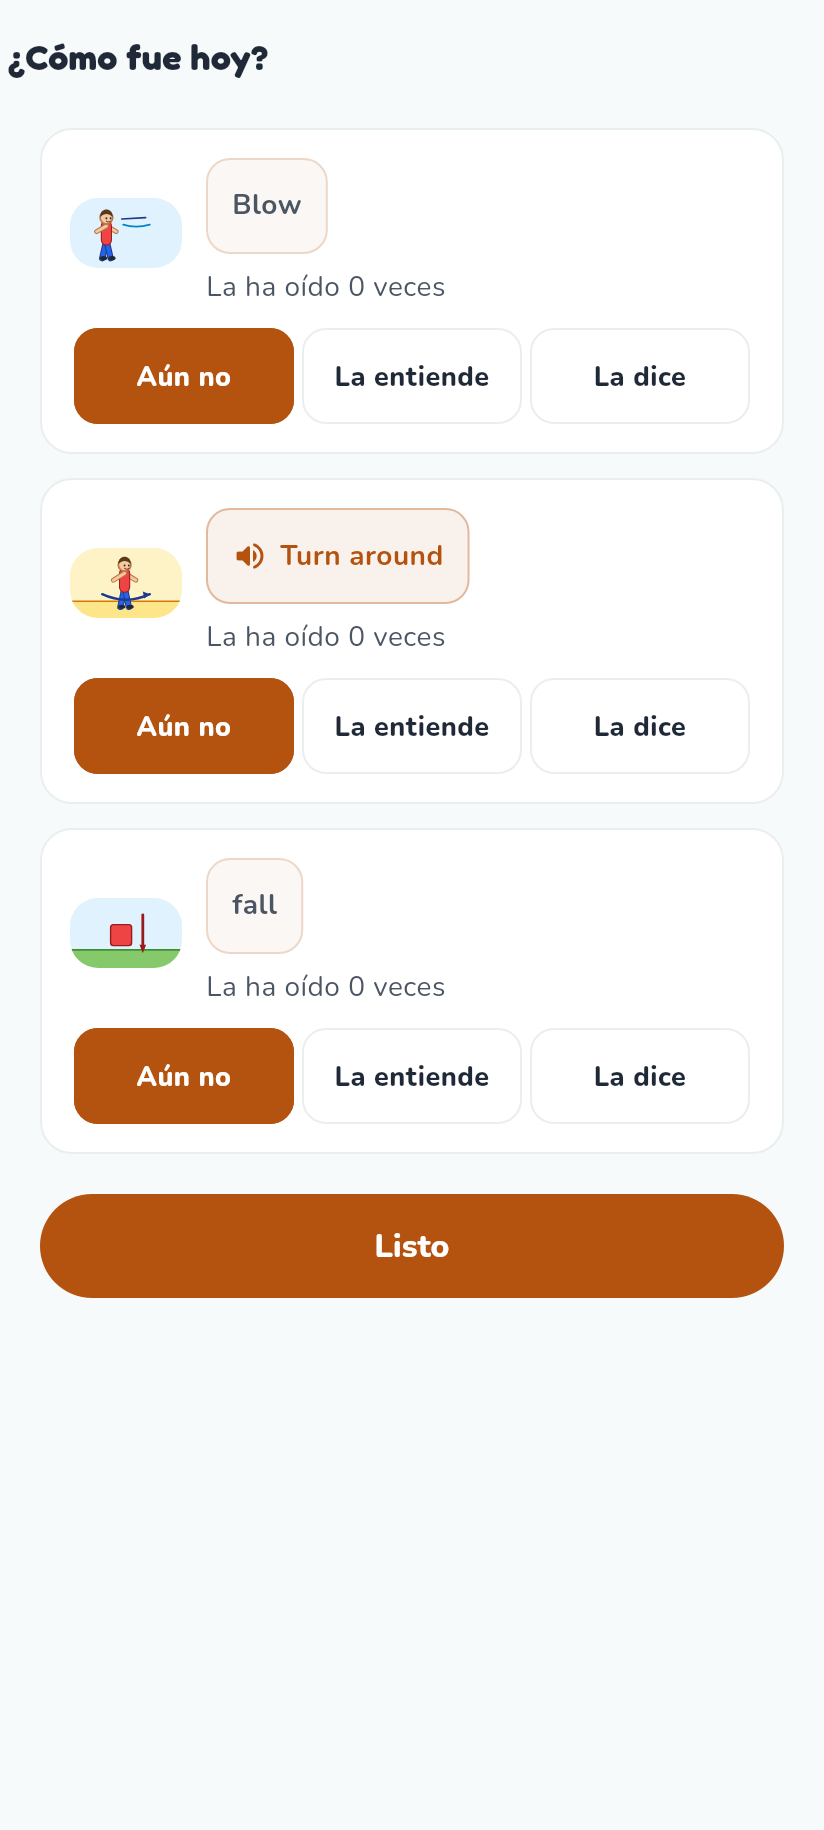 ¿Cómo fue hoy?
Blow
La ha oído 0 veces
Aún no
La entiende
La dice
Turn around
La ha oído 0 veces
Aún no
La entiende
La dice
fall
La ha oído 0 veces
Aún no
La entiende
La dice
Listo